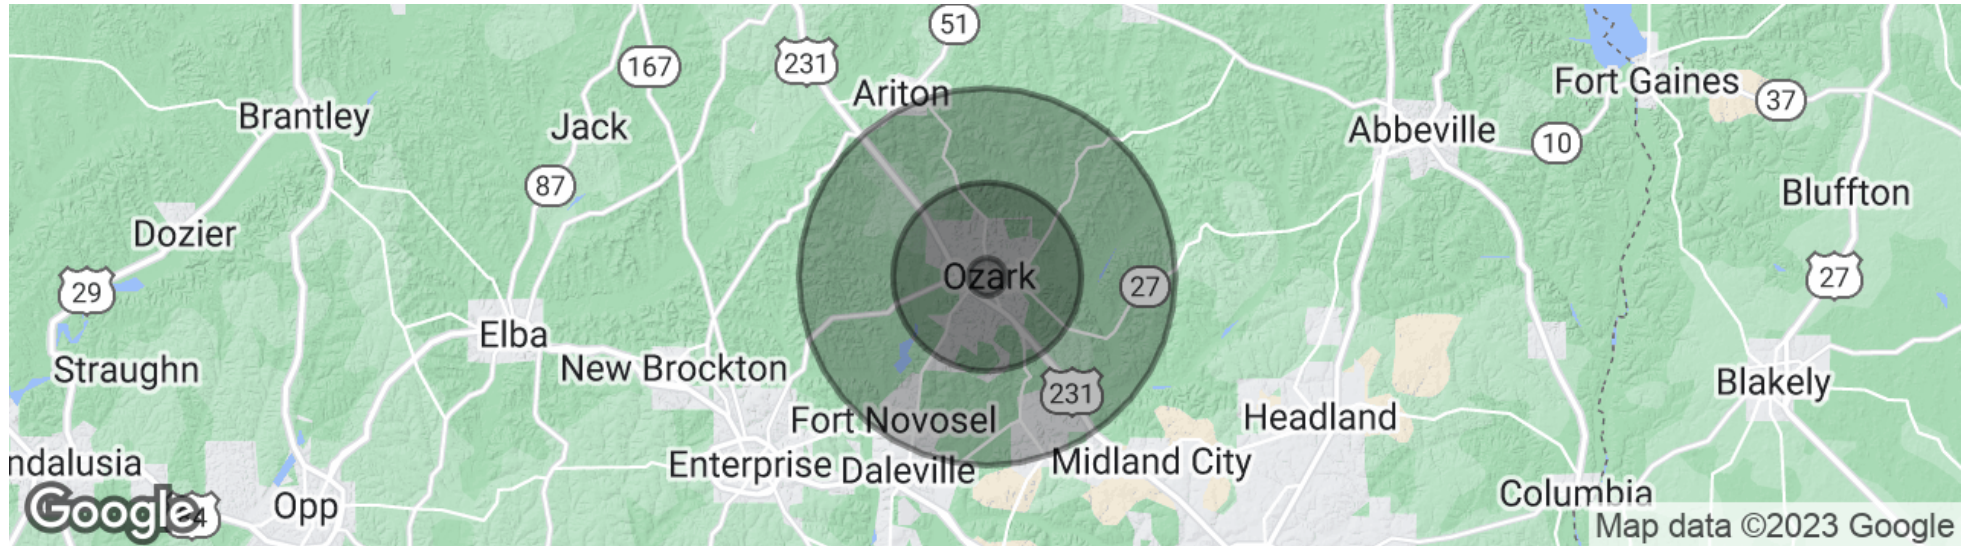 51
167
231
Fort Gaines
Ariton
37
Brantley
Jack
Abbeville
10
87
Bluffton
Dozier
Ozark
27
27
29
Elba
New Brockton
Straughn
231
Blakely
Fort Novosel
Headland
ndalusia
Enterprise
Daleville
Midland City
Columbia
Opp
Google
4
Map data ©2023 Google